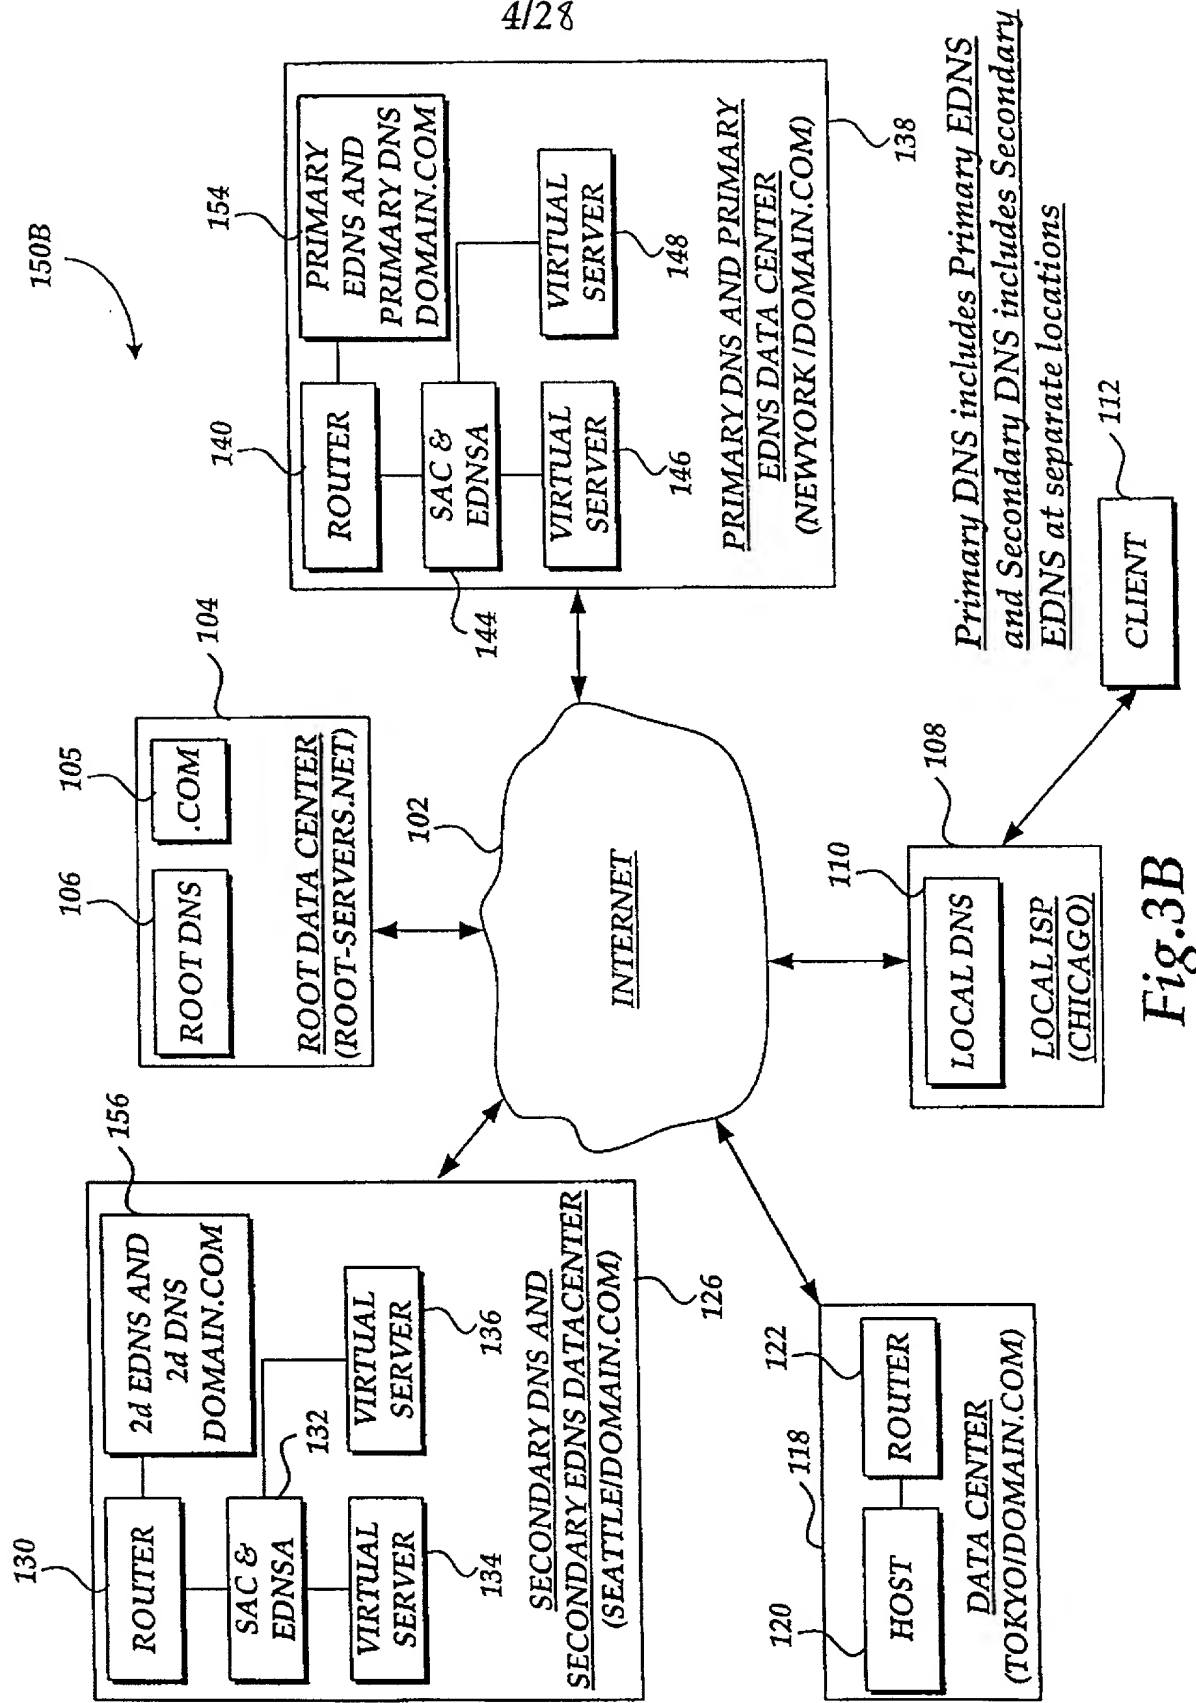 4/28
150B
130
ROUTER
2d EDNS AND
2d DNS
DOMAIN.COM
156
SAC &
EDNSA
132
VIRTUAL
SERVER
134
VIRTUAL
SERVER
136
SECONDARY DNS AND
SECONDARY EDNS DATACENTER
(SEATTLE/DOMAIN.COM)
126
106
ROOT DNS
105
.COM
ROOT DATA CENTER
(ROOT-SERVERS.NET)
104
140
ROUTER
154
PRIMARY
EDNS AND
PRIMARY DNS
DOMAIN.COM
SAC &
EDNSA
144
VIRTUAL
SERVER
146
VIRTUAL
SERVER
148
PRIMARY DNS AND PRIMARY
EDNS DATA CENTER
(NEWYORK/DOMAIN.COM)
138
102
INTERNET
118
120
HOST
122
ROUTER
DATA CENTER
(TOKYO/DOMAIN.COM)
110
LOCAL DNS
108
LOCAL ISP
(CHICAGO)
CLIENT
112
Primary DNS includes Primary EDNS
and Secondary DNS includes Secondary
EDNS at separate locations
Fig.3B